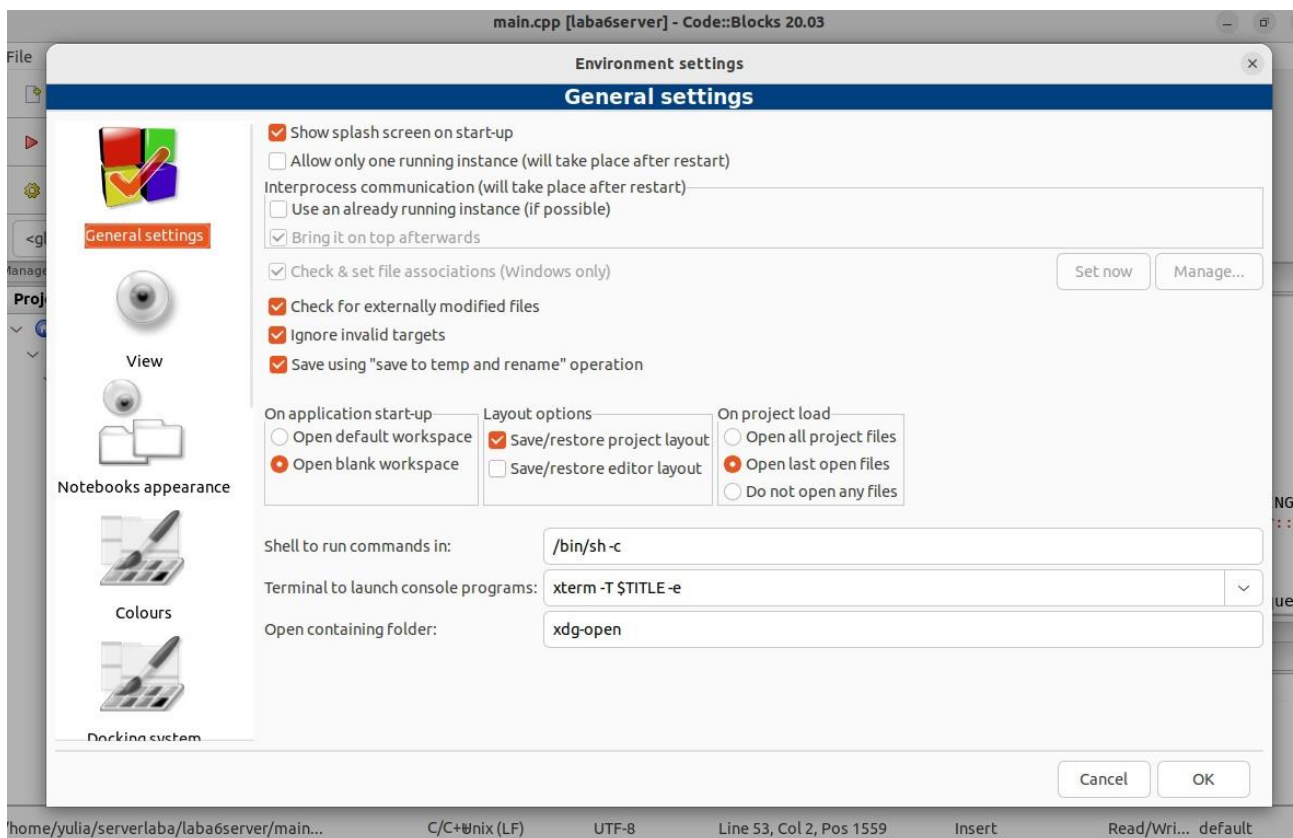 main.cpp [laba6server] - Code::Blocks 20.03
File
Environment settings
General settings
Show splash screen on start-up
Allow only one running instance (will take place after restart)
Interprocess communication (will take place after restart)
Use an already running instance (if possible)
<gl
General settings
Bring it on top afterwards
Manage
Check & set file associations (Windows only)
Set now
Manage...
Proj
Check for externally modified files
Ignore invalid targets
View
Save using "save to temp and rename" operation
On application start-up
Layout options
On project load
Open default workspace
Save/restore project layout
Open all project files
Open blank workspace
Save/restore editor layout
Open last open files
Notebooks appearance
Do not open any files
NG
::
Shell to run commands in:
/bin/sh -c
Terminal to launch console programs:
xterm -T $TITLE -e
ue
Colours
Open containing folder:
xdg-open
Docking system
Cancel
OK
/home/yulia/serverlaba/laba6server/main...
C/C++
Unix (LF)
UTF-8
Line 53, Col 2, Pos 1559
Insert
Read/Wri...
default